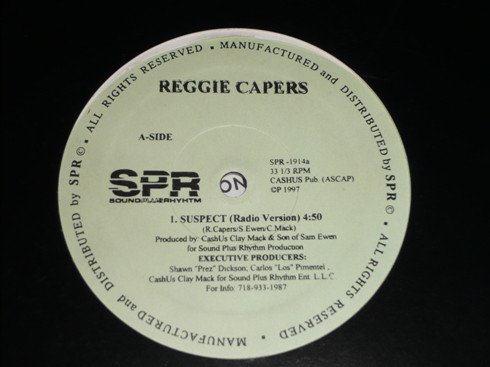 MANUFACTURED and DISTRIBUTED by SPR © · ALL RIGHTS RESERVED · MANUFACTURED and DISTRIBUTED by SPR © · ALL RIGHTS RESERVED ·
REGGIE CAPERS
A-SIDE
SPR -1914a
33 1/3 RPM
CASHUS Pub. (ASCAP)
©P 1997
SPR
SOUNDPLUSRHYHTM
NO
1. SUSPECT (Radio Version) 4:50
(R.Capers/S.Ewen/C.Mack)
Produced by: CashUs Clay Mack & Son of Sam Ewen
for Sound Plus Rhythm Production
EXECUTIVE PRODUCERS:
Shawn "Prez" Dickson, Carlos "Los" Pimentel ,
CashUs Clay Mack for Sound Plus Rhythm Ent. L.L.C
For Info: 718-933-1987